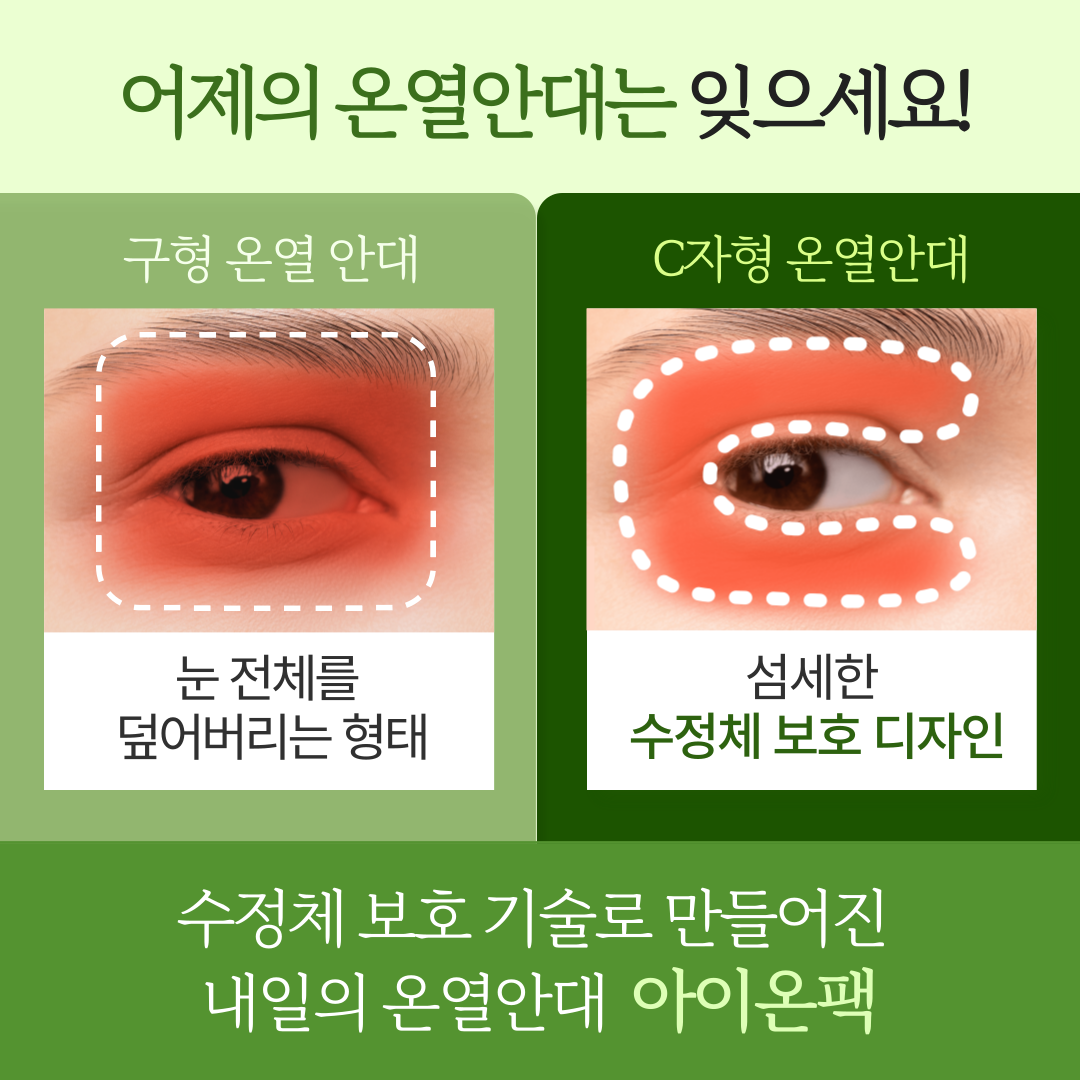 어제의 온열안대는 잊으세요!
구형 온열 안대
C자형 온열안대
눈 전체를
덮어버리는 형태
섬세한
수정체 보호 디자인
수정체 보호 기술로 만들어진
내일의 온열안대 아이온팩